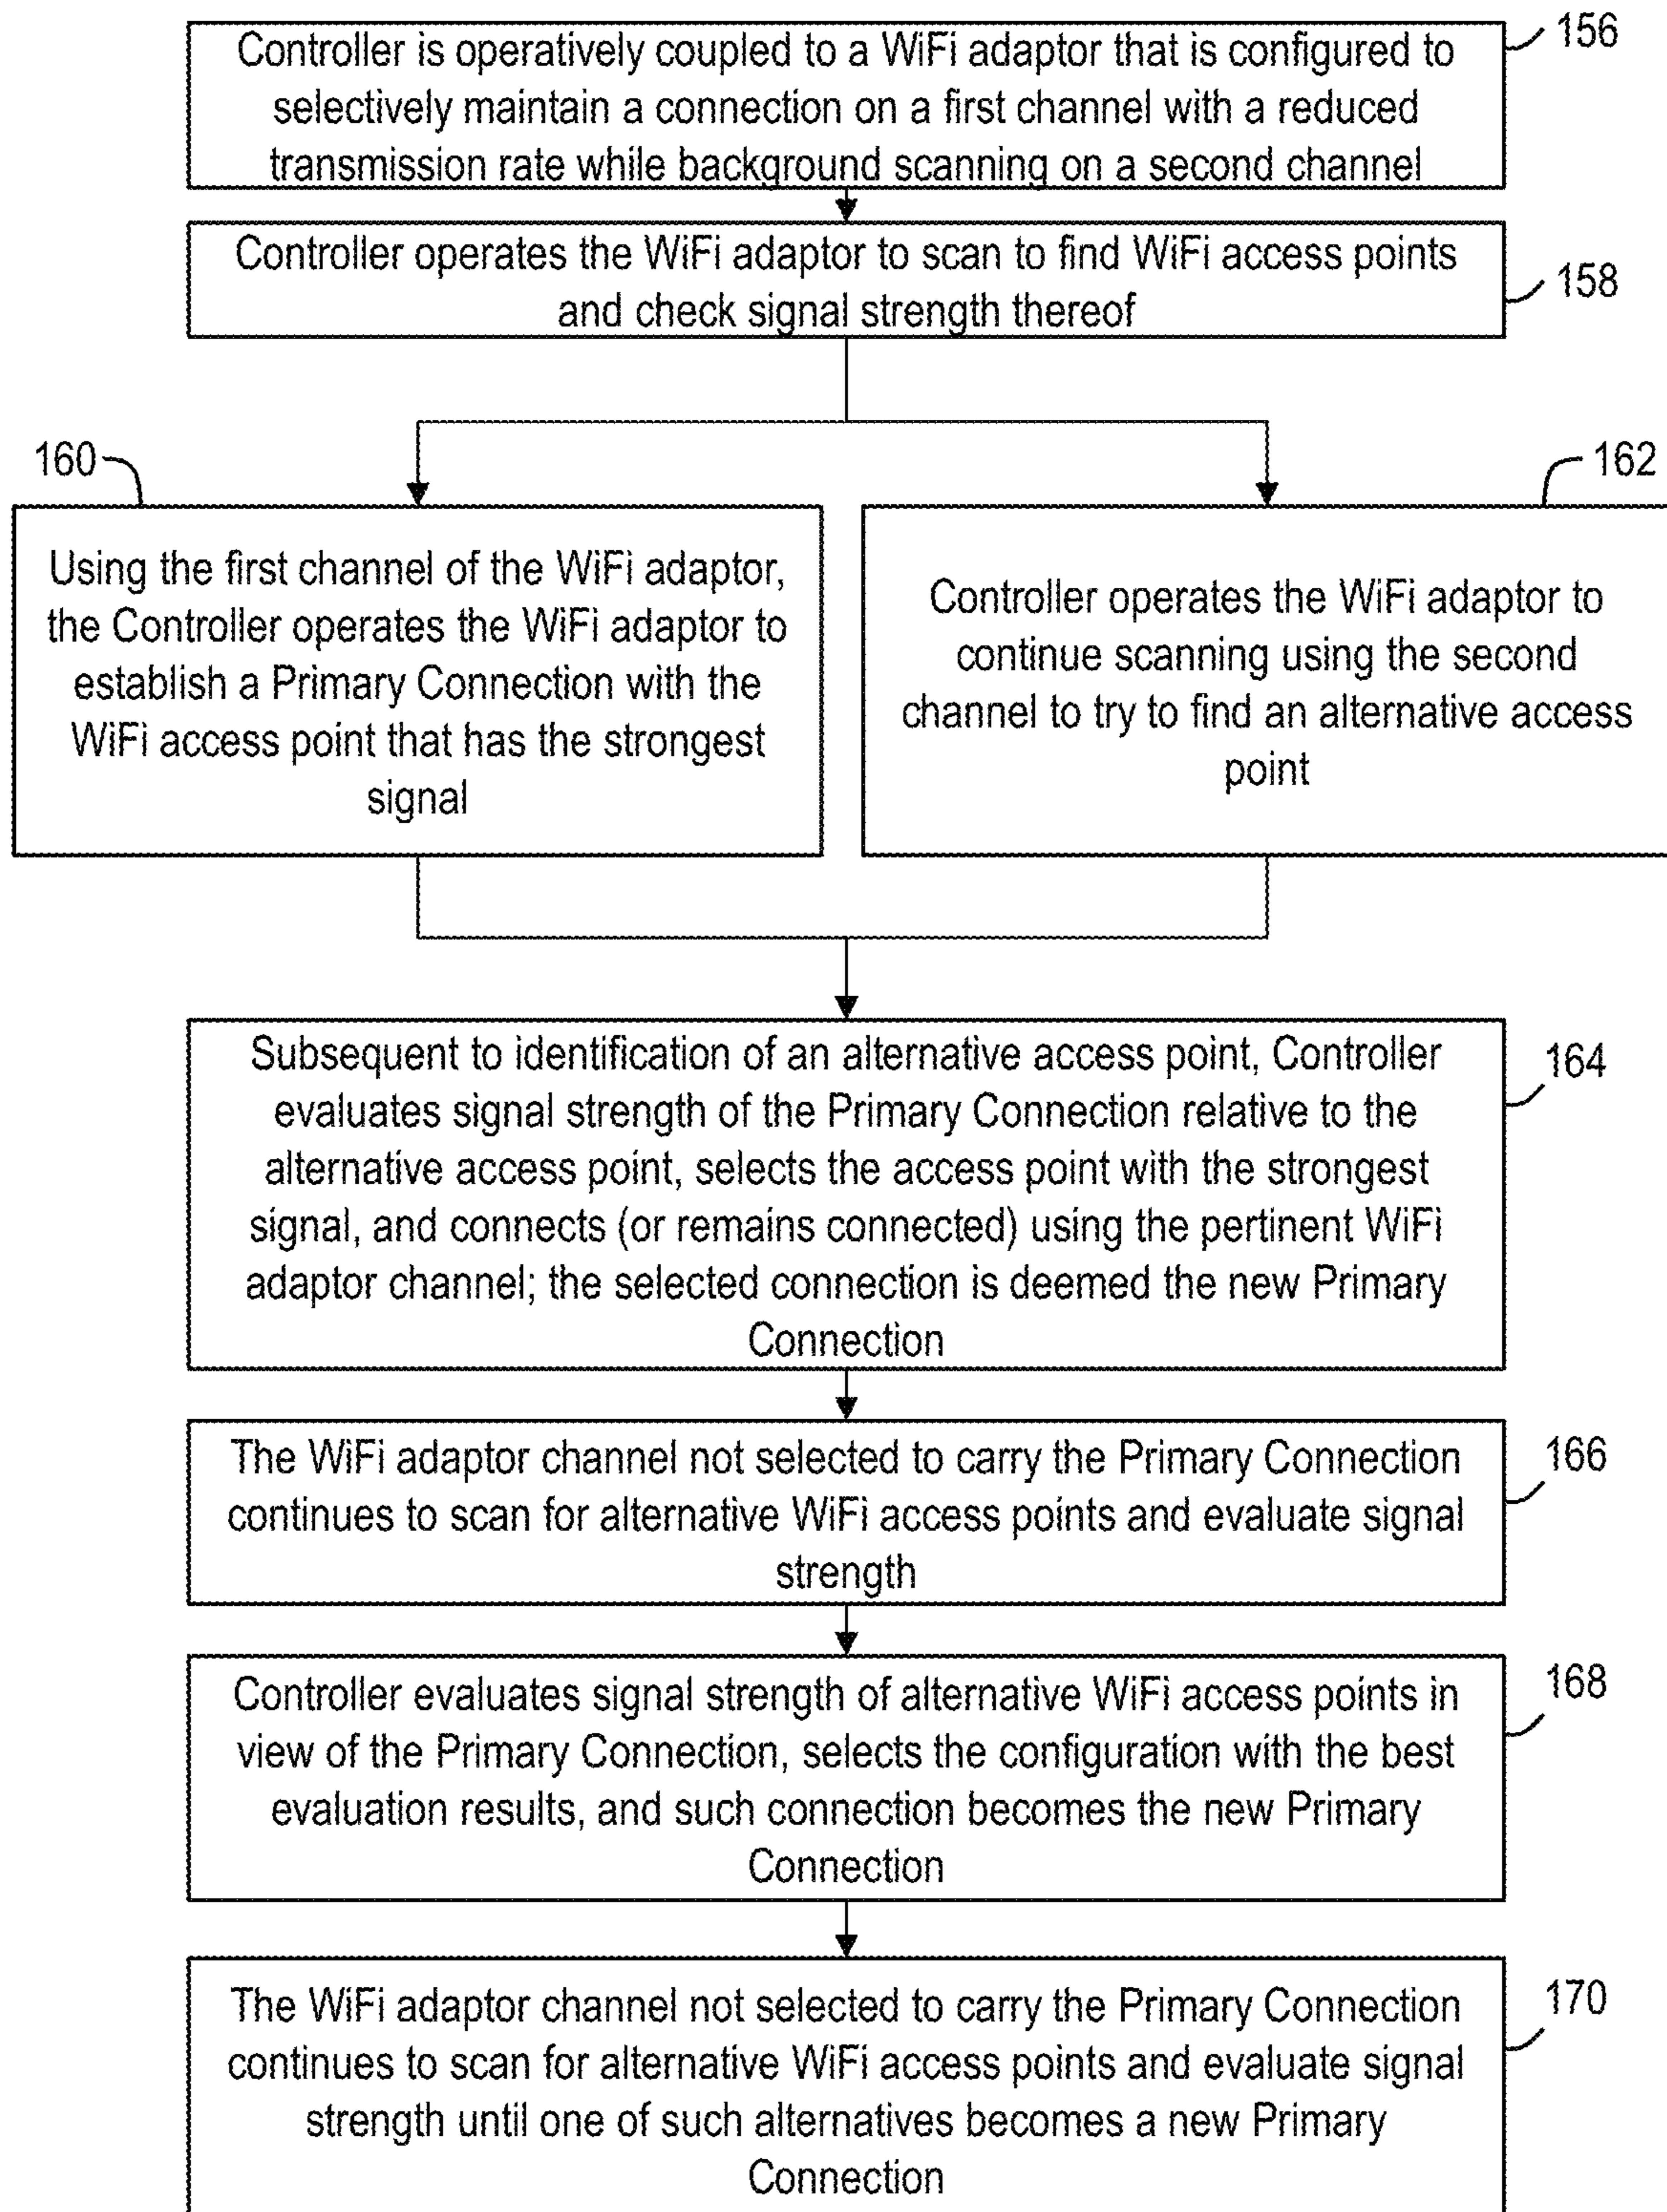 Controller is operatively coupled to a WiFi adaptor that is configured to
selectively maintain a connection on a first channel with a reduced
transmission rate while background scanning on a second channel
156
Controller operates the WiFi adaptor to scan to find WiFi access points
and check signal strength thereof
158
160
Using the first channel of the WiFi adaptor,
the Controller operates the WiFi adaptor to
establish a Primary Connection with the
WiFi access point that has the strongest
signal
162
Controller operates the WiFi adaptor to
continue scanning using the second
channel to try to find an alternative access
point
Subsequent to identification of an alternative access point, Controller
evaluates signal strength of the Primary Connection relative to the
alternative access point, selects the access point with the strongest
signal, and connects (or remains connected) using the pertinent WiFi
adaptor channel; the selected connection is deemed the new Primary
Connection
164
The WiFi adaptor channel not selected to carry the Primary Connection
continues to scan for alternative WiFi access points and evaluate signal
strength
166
Controller evaluates signal strength of alternative WiFi access points in
view of the Primary Connection, selects the configuration with the best
evaluation results, and such connection becomes the new Primary
Connection
168
The WiFi adaptor channel not selected to carry the Primary Connection
continues to scan for alternative WiFi access points and evaluate signal
strength until one of such alternatives becomes a new Primary
Connection
170